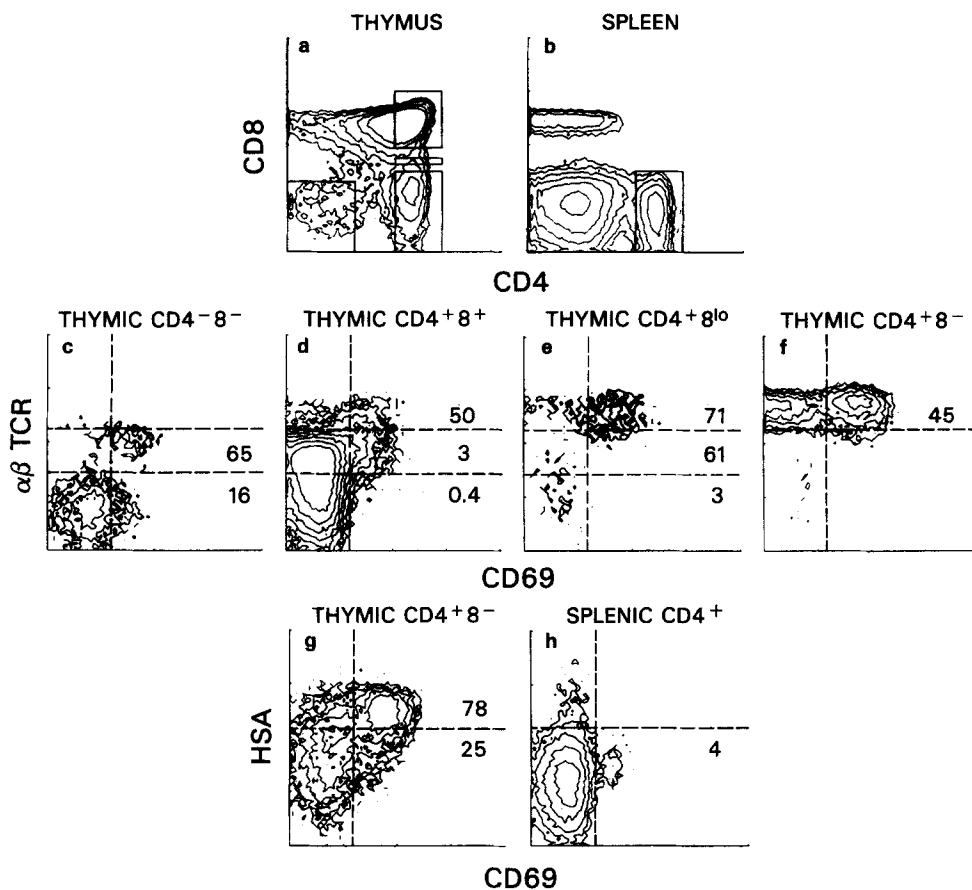 THYMUS
SPLEEN
a
b
CD8
CD4
THYMIC CD4⁻8⁻
THYMIC CD4⁺8⁺
THYMIC CD4⁺8ˡᵒ
THYMIC CD4⁺8⁻
c
d
e
f
αβ TCR
65
16
50
3
0.4
71
61
3
45
CD69
THYMIC CD4⁺8⁻
SPLENIC CD4⁺
g
h
HSA
78
25
4
CD69